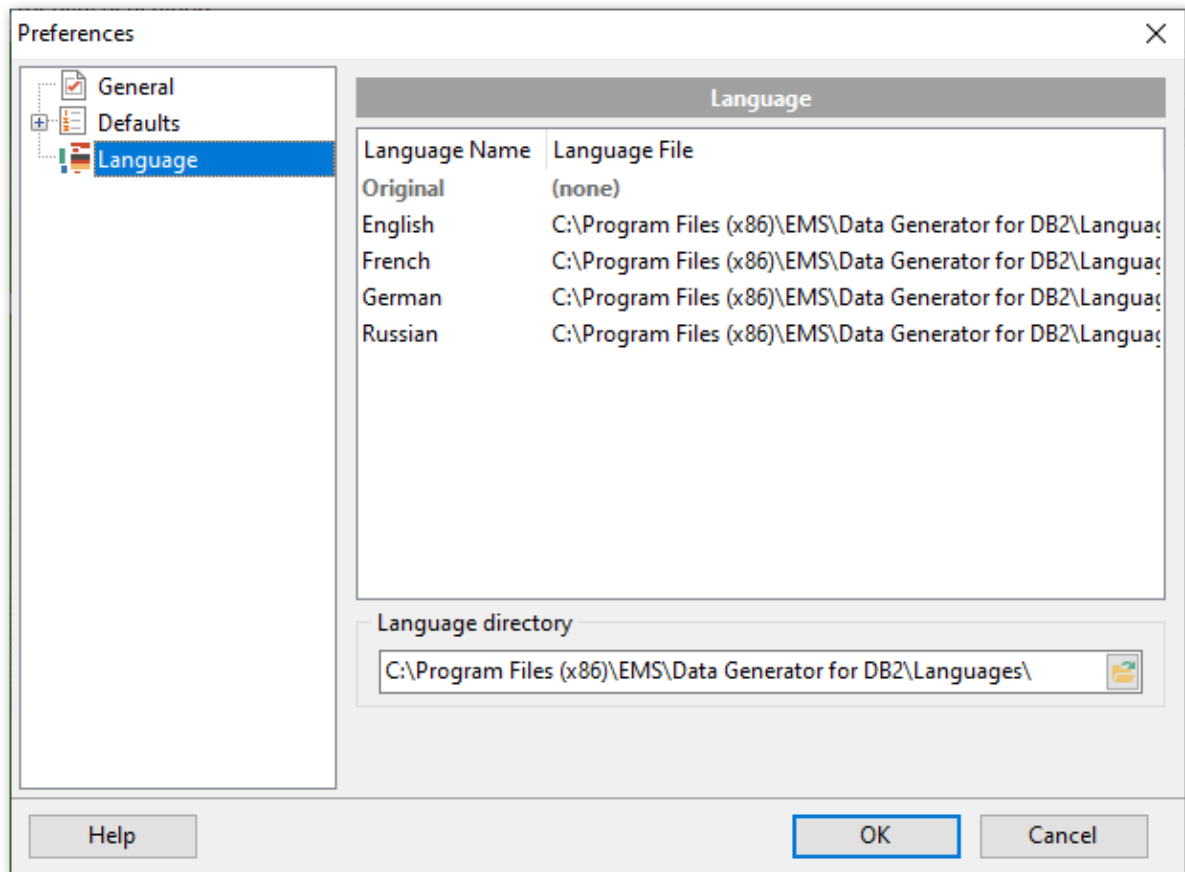 Preferences
General
Defaults
Language
Language
Language Name Language File
Original (none)
English C:\Program Files (x86)\EMS\Data Generator for DB2\Languag
French C:\Program Files (x86)\EMS\Data Generator for DB2\Languag
German C:\Program Files (x86)\EMS\Data Generator for DB2\Languag
Russian C:\Program Files (x86)\EMS\Data Generator for DB2\Languag
Language directory
C:\Program Files (x86)\EMS\Data Generator for DB2\Languages\
Help OK Cancel